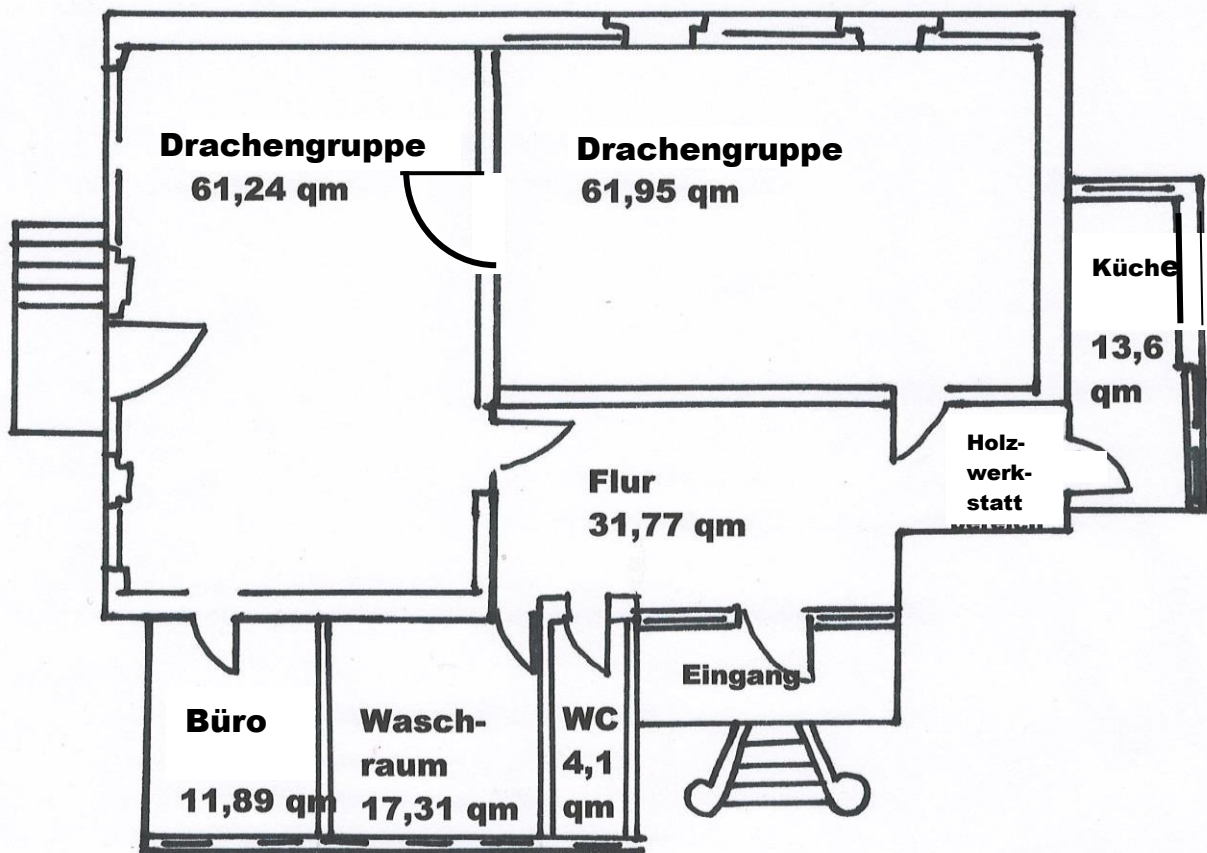 Drachengruppe
61,24 qm
Drachengruppe
61,95 qm
Küche
13,6
qm
Holz-
werk-
statt
Flur
31,77 qm
Eingang
Büro
11,89 qm
Wasch-
raum
17,31 qm
WC
4,1
qm